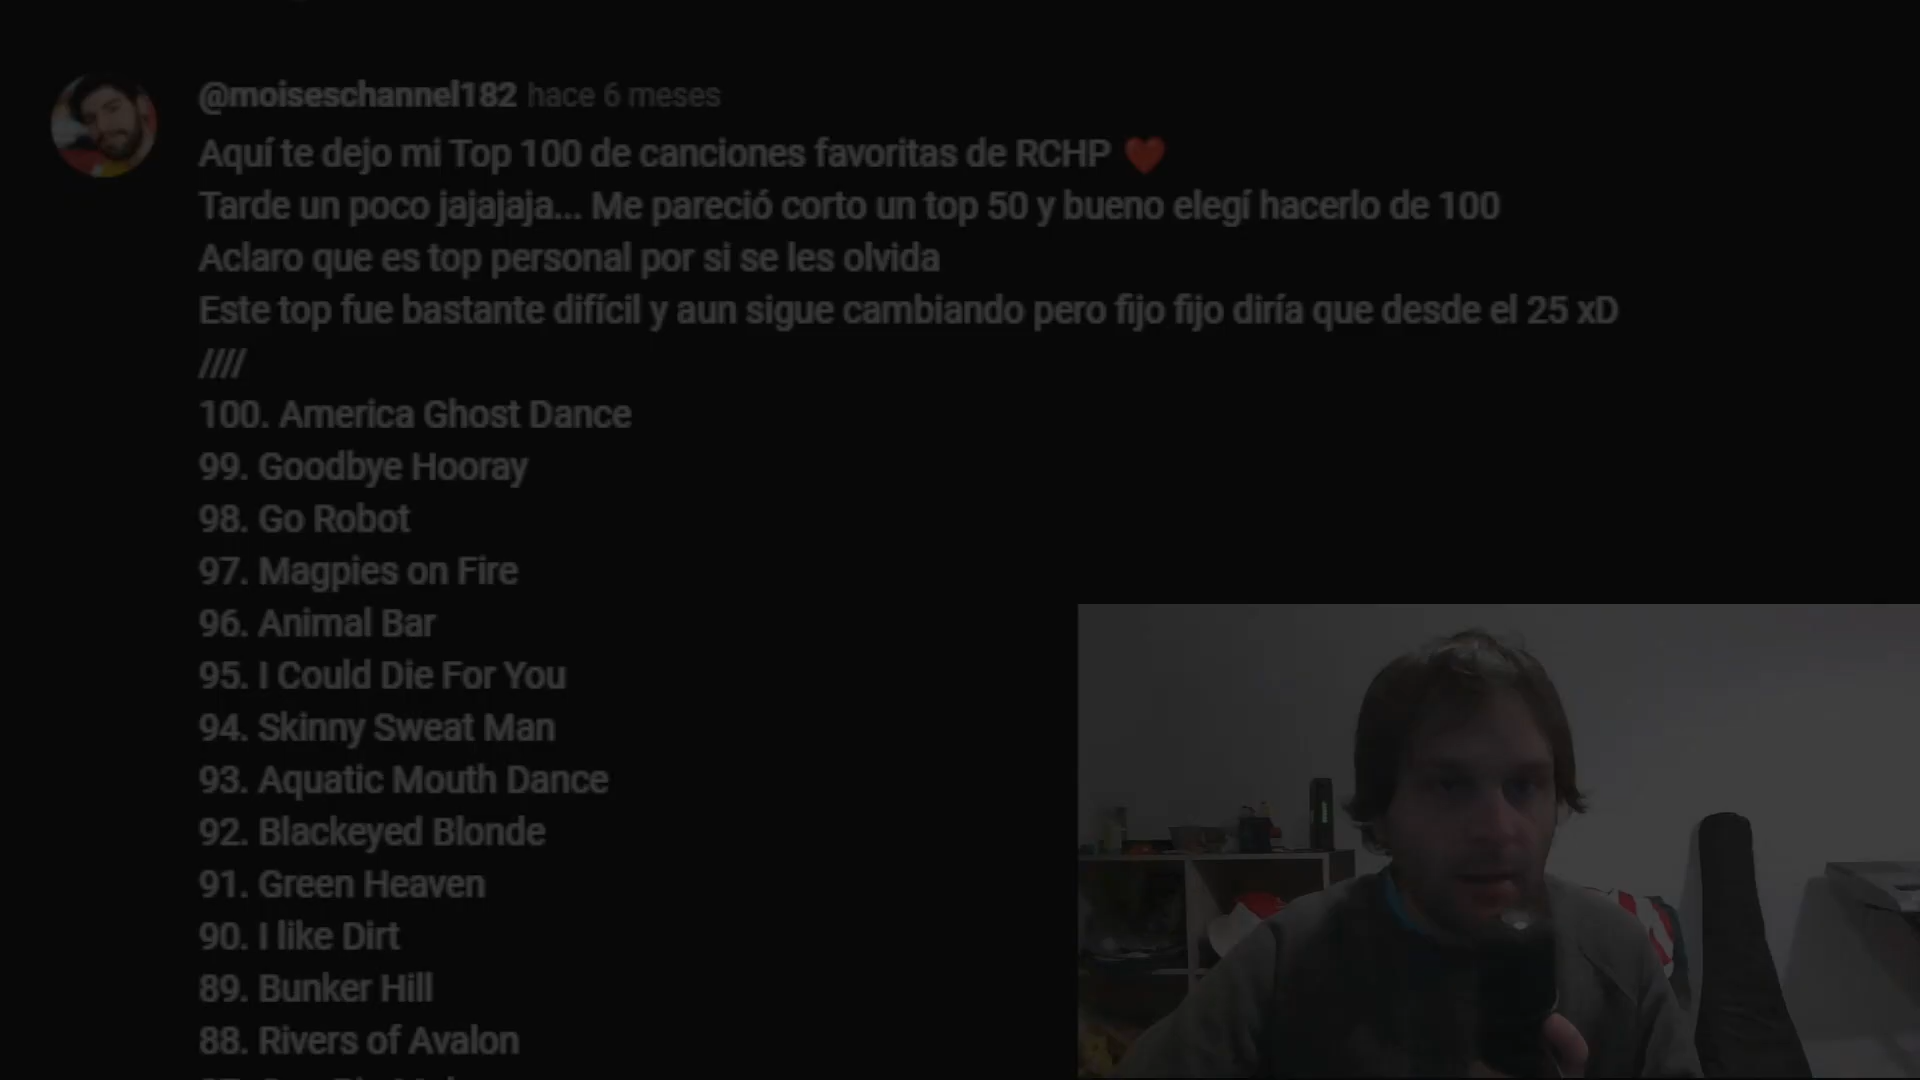 @moiseschannel182 hace 6 meses
Aquí te dejo mi Top 100 de canciones favoritas de RCHP ❤️
Tarde un poco jajajaja... Me pareció corto un top 50 y bueno elegí hacerlo de 100
Aclaro que es top personal por si se les olvida
Este top fue bastante difícil y aun sigue cambiando pero fijo fijo diría que desde el 25 xD
////
100. America Ghost Dance
99. Goodbye Hooray
98. Go Robot
97. Magpies on Fire
96. Animal Bar
95. I Could Die For You
94. Skinny Sweat Man
93. Aquatic Mouth Dance
92. Blackeyed Blonde
91. Green Heaven
90. I like Dirt
89. Bunker Hill
88. Rivers of Avalon